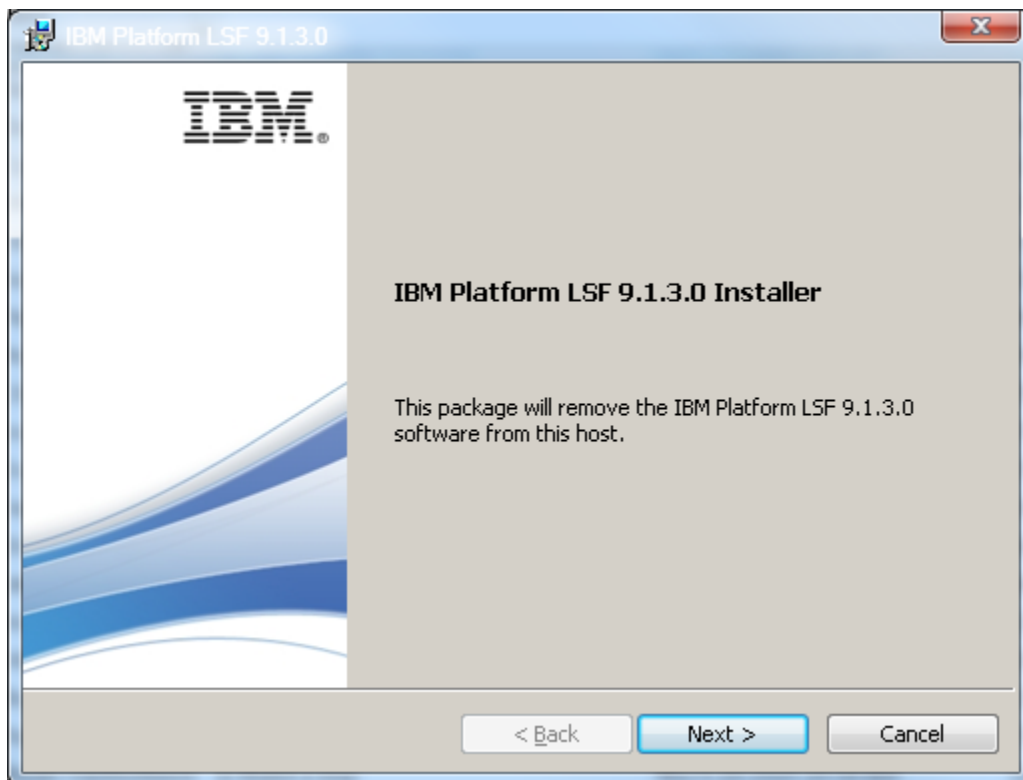 IBM Platform LSF 9.1.3.0
IBM®
IBM Platform LSF 9.1.3.0 Installer
This package will remove the IBM Platform LSF 9.1.3.0
software from this host.
< Back
Next >
Cancel